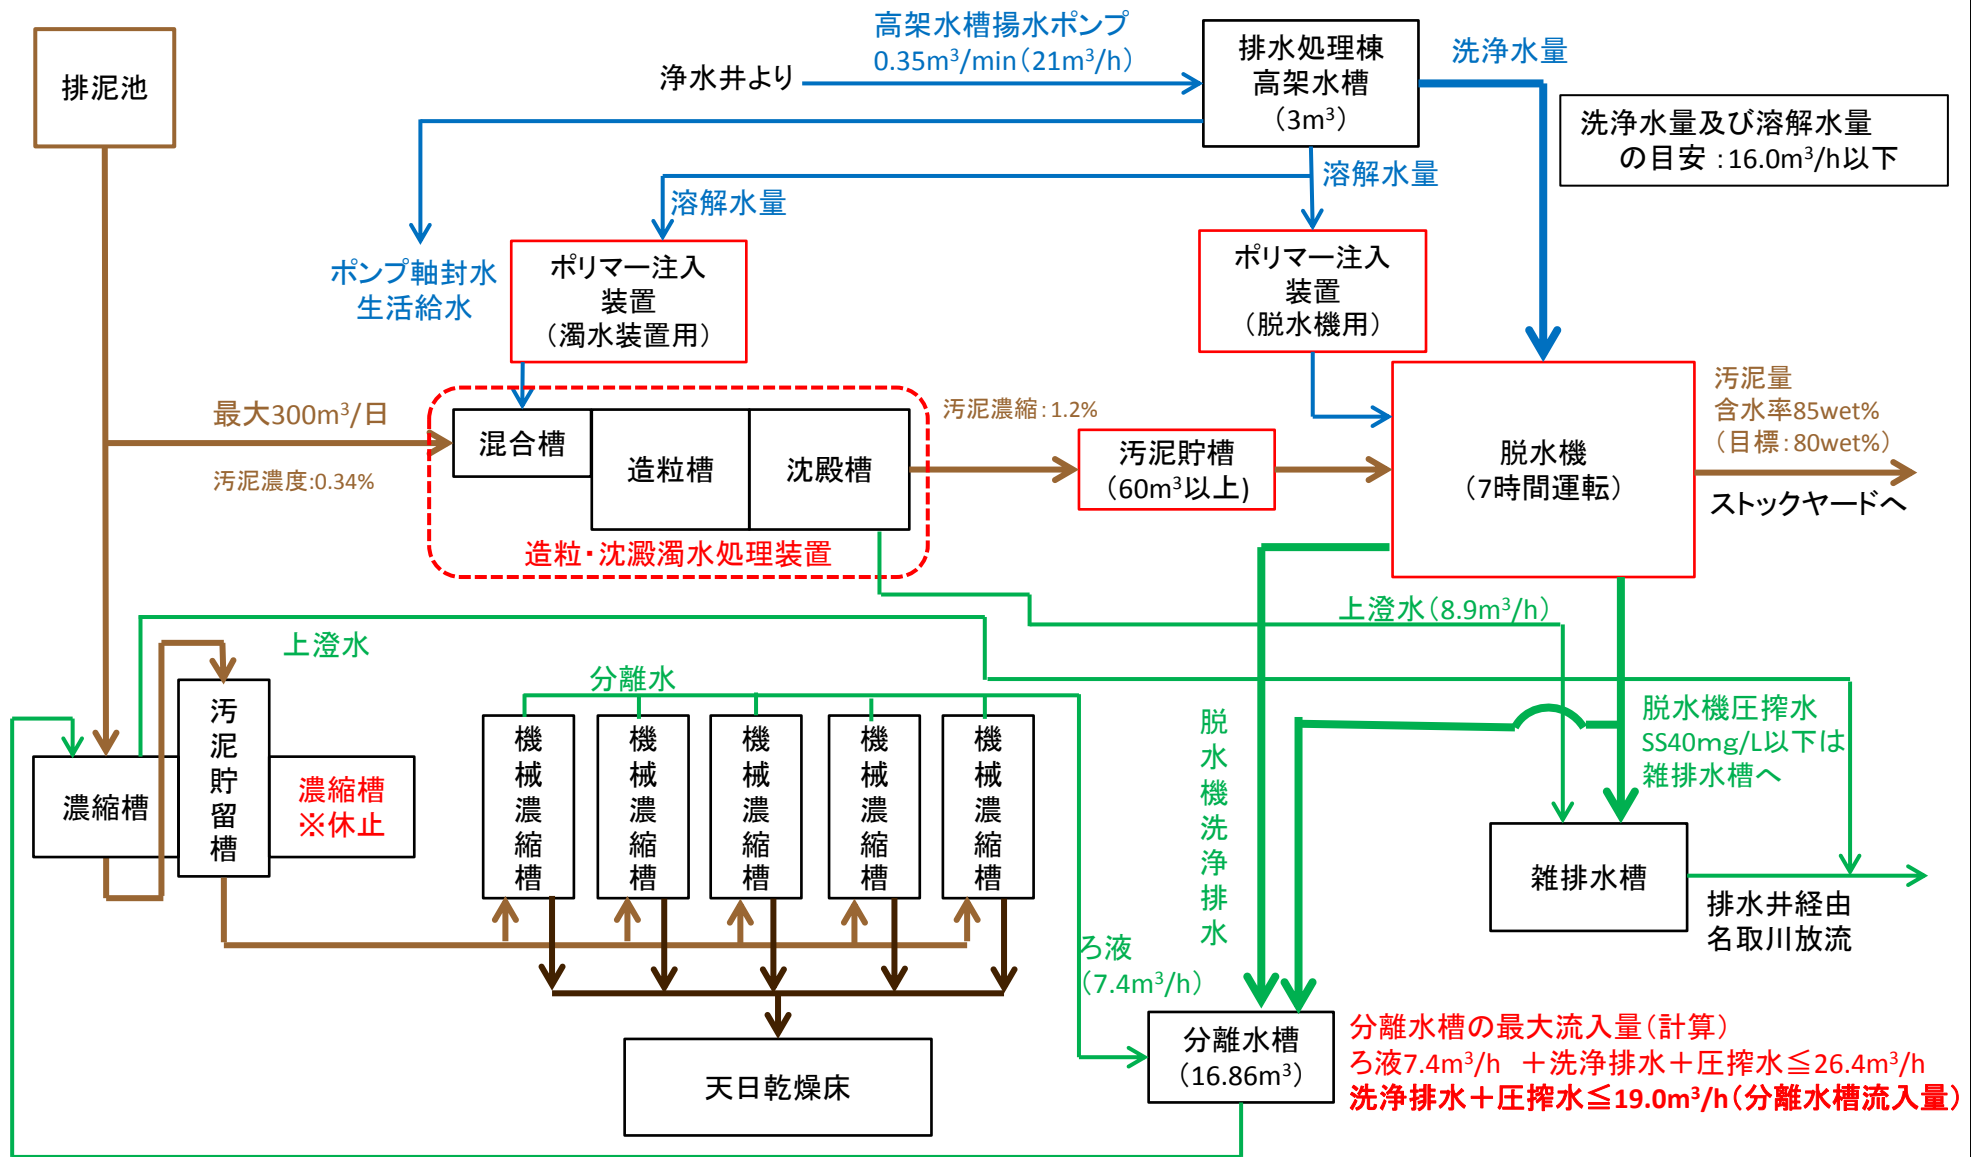 排泥池
高架水槽揚水ポンプ
0.35m³/min(21m³/h)
浄水井より
排水処理棟
高架水槽
(3m³)
洗浄水量
洗浄水量及び溶解水量
の目安:16.0m³/h以下
溶解水量
溶解水量
ポンプ軸封水
生活給水
ポリマー注入
装置
(濁水装置用)
ポリマー注入
装置
(脱水機用)
最大300m³/日
汚泥濃度:0.34%
混合槽
造粒槽
沈殿槽
造粒・沈澱濁水処理装置
汚泥濃縮:1.2%
汚泥貯槽
(60m³以上)
脱水機
(7時間運転)
汚泥量
含水率85wet%
(目標:80wet%)
ストックヤードへ
上澄水(8.9m³/h)
上澄水
分離水
汚泥貯留槽
濃縮槽
濃縮槽
※休止
機械濃縮槽
機械濃縮槽
機械濃縮槽
機械濃縮槽
機械濃縮槽
脱水機洗浄排水
脱水機圧搾水
SS40mg/L以下は
雑排水槽へ
雑排水槽
排水井経由
名取川放流
ろ液
(7.4m³/h)
天日乾燥床
分離水槽
(16.86m³)
分離水槽の最大流入量(計算)
ろ液7.4m³/h +洗浄排水+圧搾水≦26.4m³/h
洗浄排水+圧搾水≦19.0m³/h(分離水槽流入量)